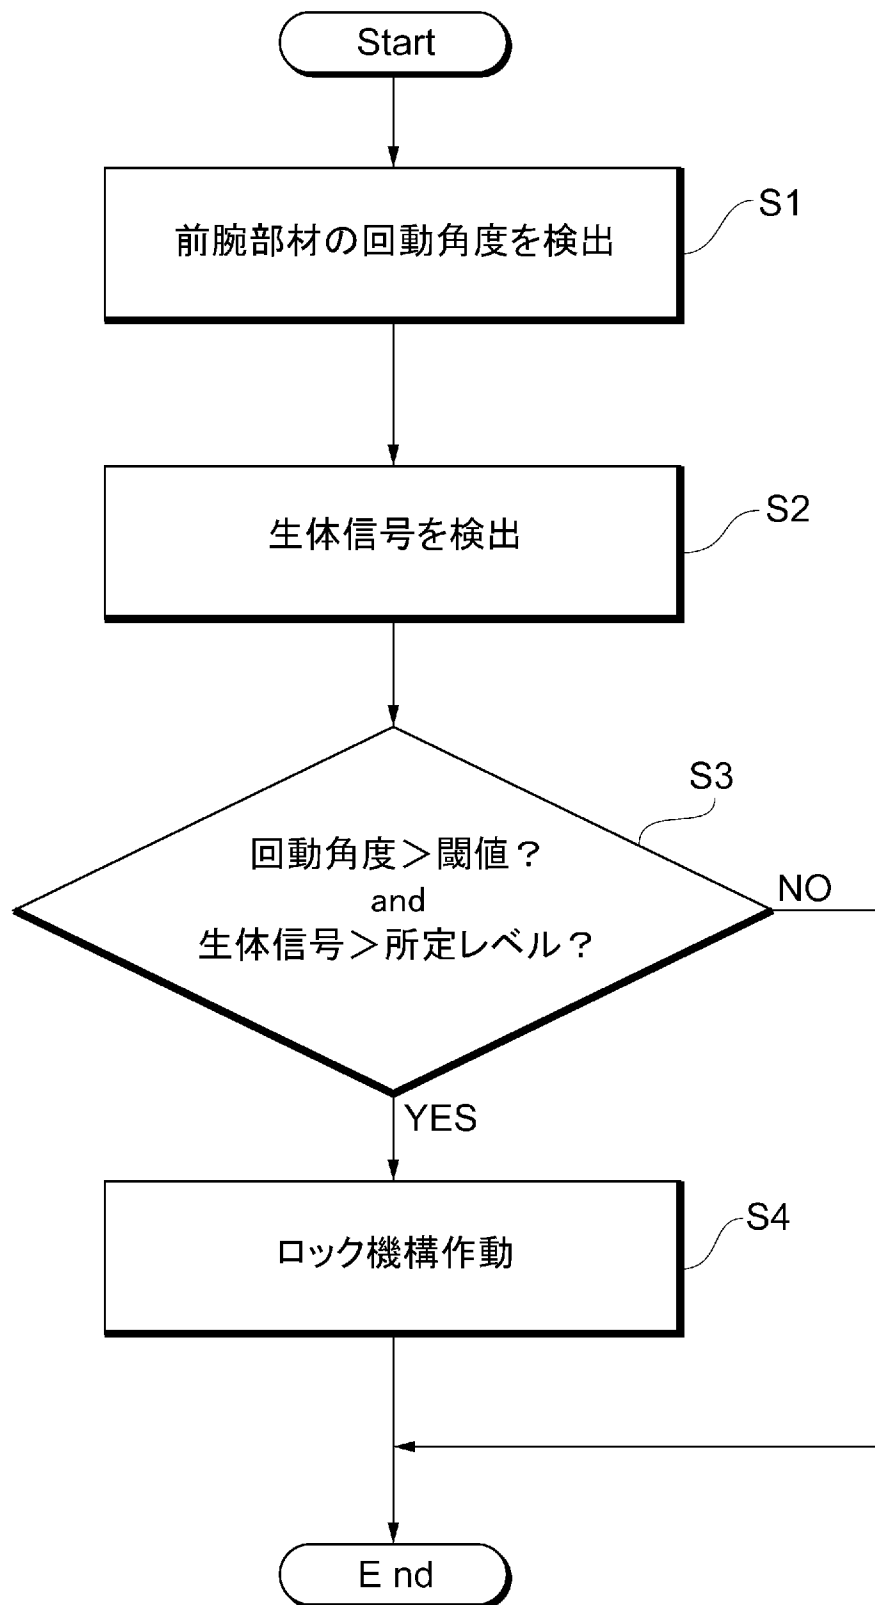 Start
前腕部材の回動角度を検出
S1
生体信号を検出
S2
S3
回動角度＞閾値？
and
生体信号＞所定レベル？
NO
YES
ロック機構作動
S4
E nd